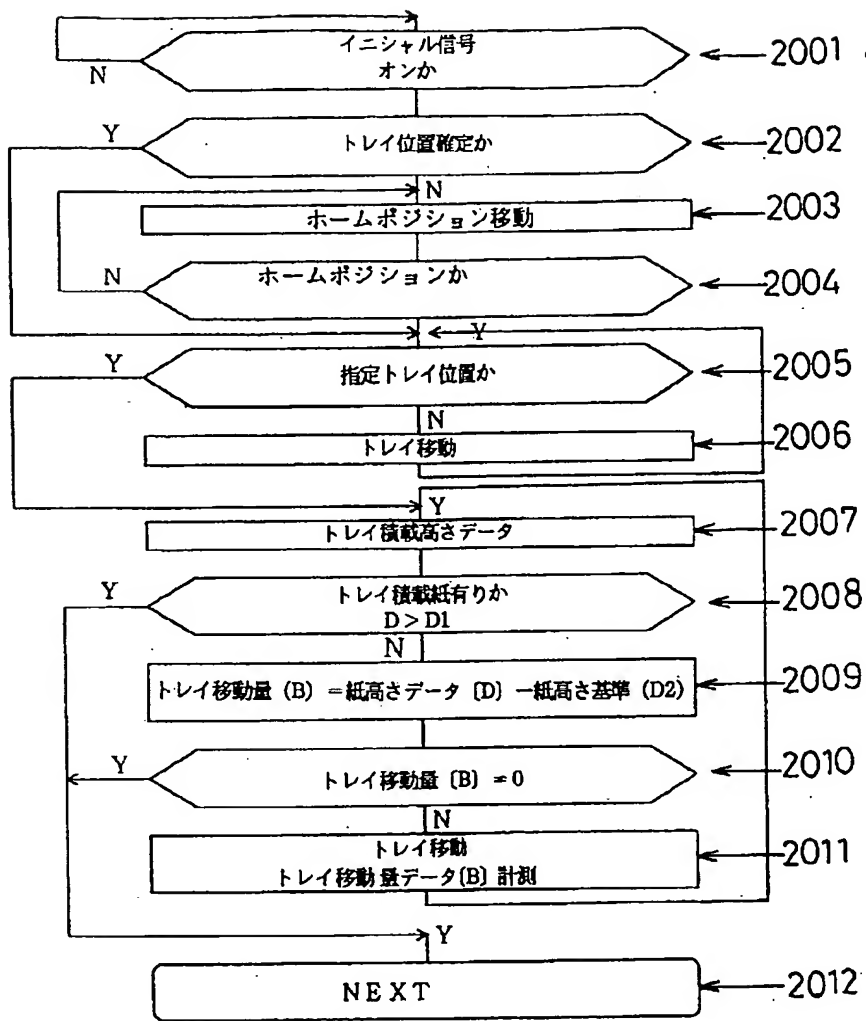 イニシャル信号
オンか
N
2001
Y
トレイ位置確定か
2002
N
ホームポジション移動
2003
N
ホームポジションか
2004
Y
Y
指定トレイ位置か
2005
N
トレイ移動
2006
Y
トレイ積載高さデータ
2007
Y
トレイ積載紙有りか
D > D1
2008
N
トレイ移動量 (B) =紙高さデータ [D] −紙高さ基準 (D2)
2009
Y
トレイ移動量 [B] = 0
2010
N
トレイ移動
トレイ移動量データ[B] 計測
2011
Y
NEXT
2012